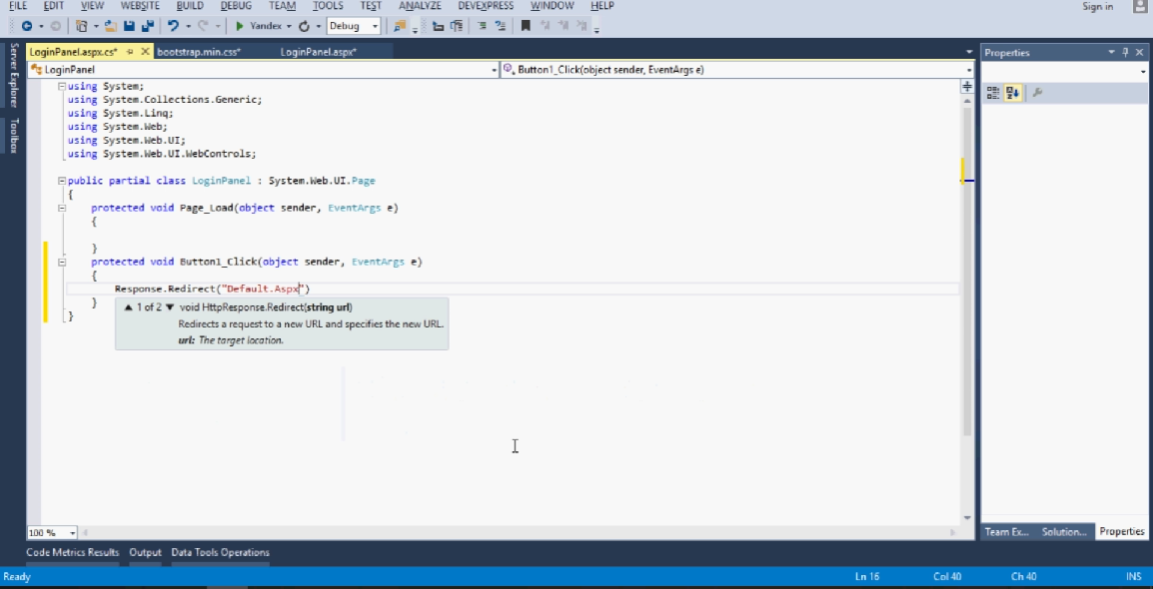 FILE EDIT VIEW WEBSITE BUILD DEBUG TEAM TOOLS TEST ANALYZE DEVEXPRESS WINDOW HELP Sign in
Yandex Debug
LoginPanel.aspx.cs* bootstrap.min.css* LoginPanel.aspx* Properties
LoginPanel Button1_Click(object sender, EventArgs e)
Server Explorer
Toolbox
using System;
using System.Collections.Generic;
using System.Linq;
using System.Web;
using System.Web.UI;
using System.Web.UI.WebControls;
public partial class LoginPanel : System.Web.UI.Page
{
protected void Page_Load(object sender, EventArgs e)
{
}
protected void Button1_Click(object sender, EventArgs e)
{
Response.Redirect("Default.Aspx")
}
}
▲ 1 of 2 ▼ void HttpResponse.Redirect(string url)
Redirects a request to a new URL and specifies the new URL.
url: The target location.
100 %
Team Ex... Solution... Properties
Code Metrics Results Output Data Tools Operations
Ready Ln 16 Col 40 Ch 40 INS